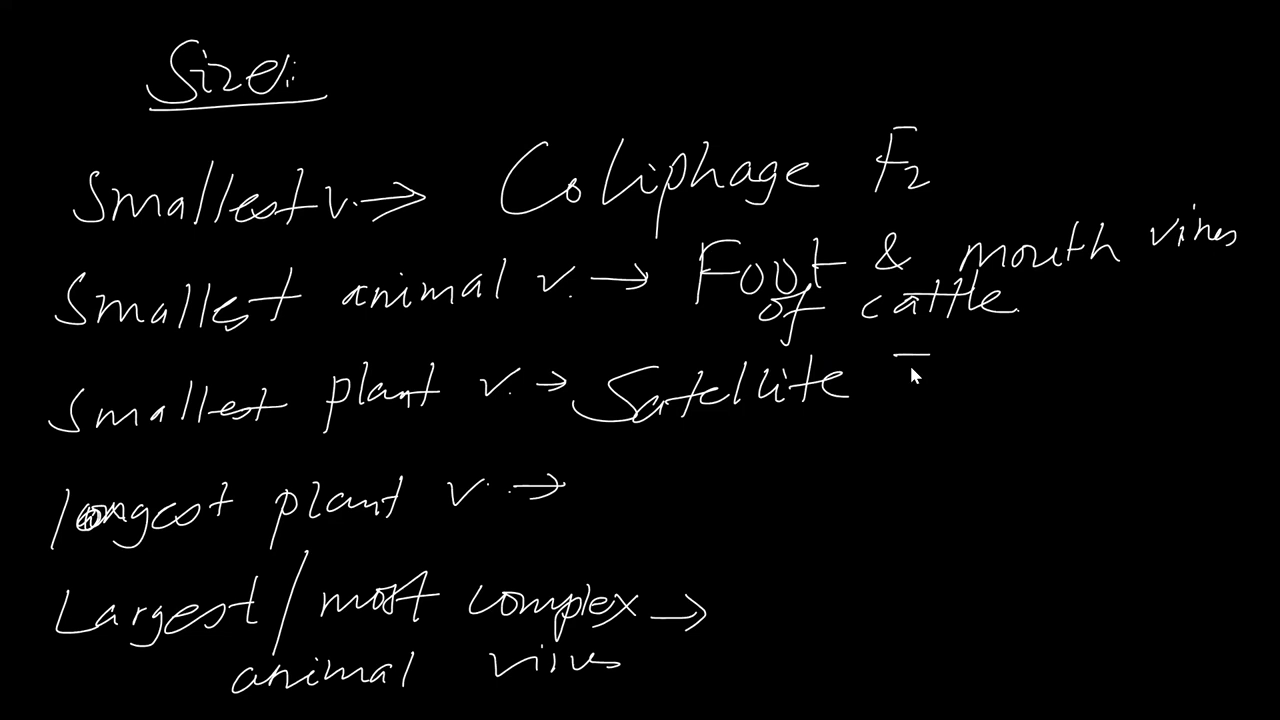 Size:
Smallest v. → Coliphage F2
Smallest animal v. → Foot & mouth virus
of cattle
Smallest plant v. → Satellite
longest plant v. →
Largest/most complex →
animal virus